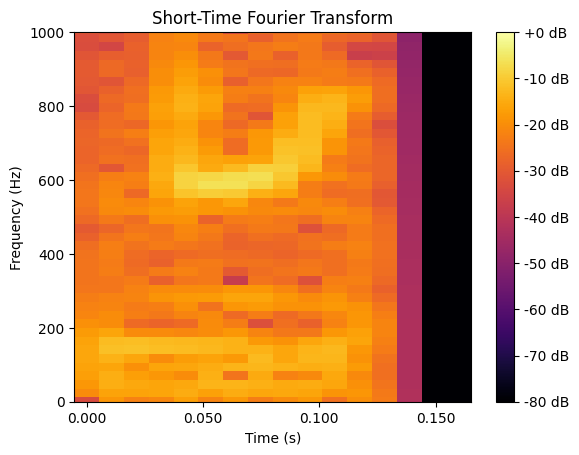 Short-Time Fourier Transform
1000
800
600
400
200
0
Frequency (Hz)
0.000
0.050
0.100
0.150
Time (s)
+0 dB
-10 dB
-20 dB
-30 dB
-40 dB
-50 dB
-60 dB
-70 dB
-80 dB